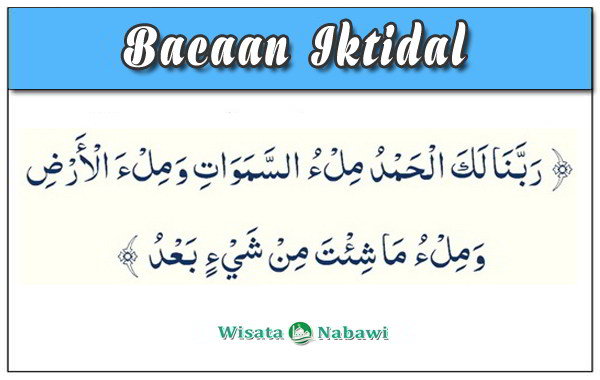 Bacaan Iktidal
﴿ رَبَّنَا لَكَ الْحَمْدُ مِلْءُ السَّمَوَاتِ وَمِلْءَ الْأَرْضِ
وَمِلْءُ مَا شِئْتَ مِنْ شَيْءٍ بَعْدُ ﴾
Wisata Nabawi